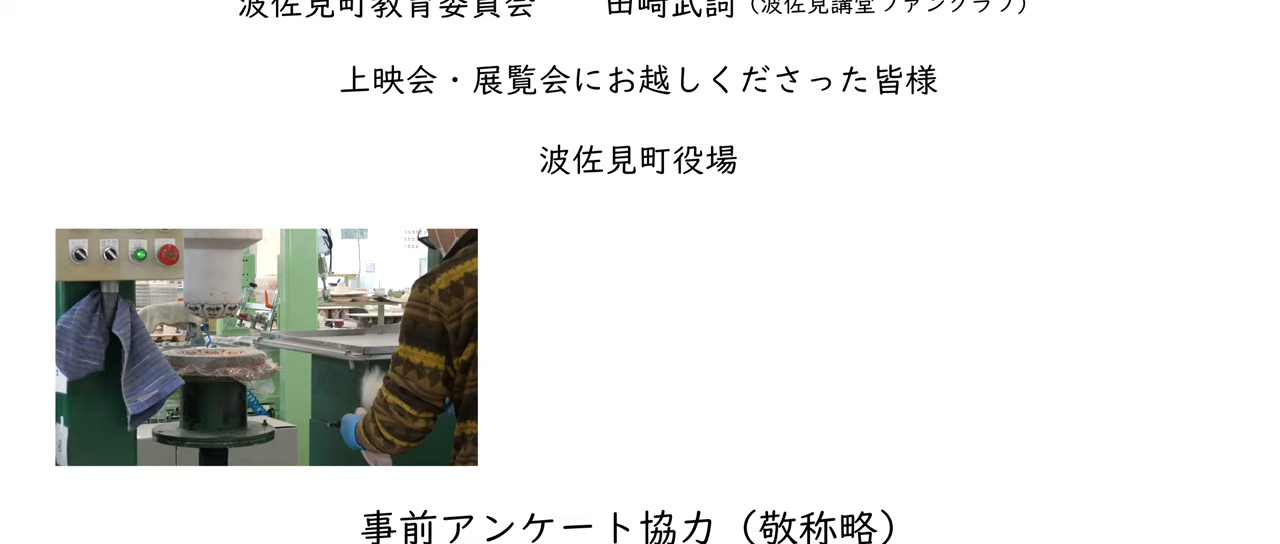 波佐見町教育委員会　田崎武詞（波佐見講堂ファンクラブ）
上映会・展覧会にお越しくださった皆様
波佐見町役場
事前アンケート協力（敬称略）